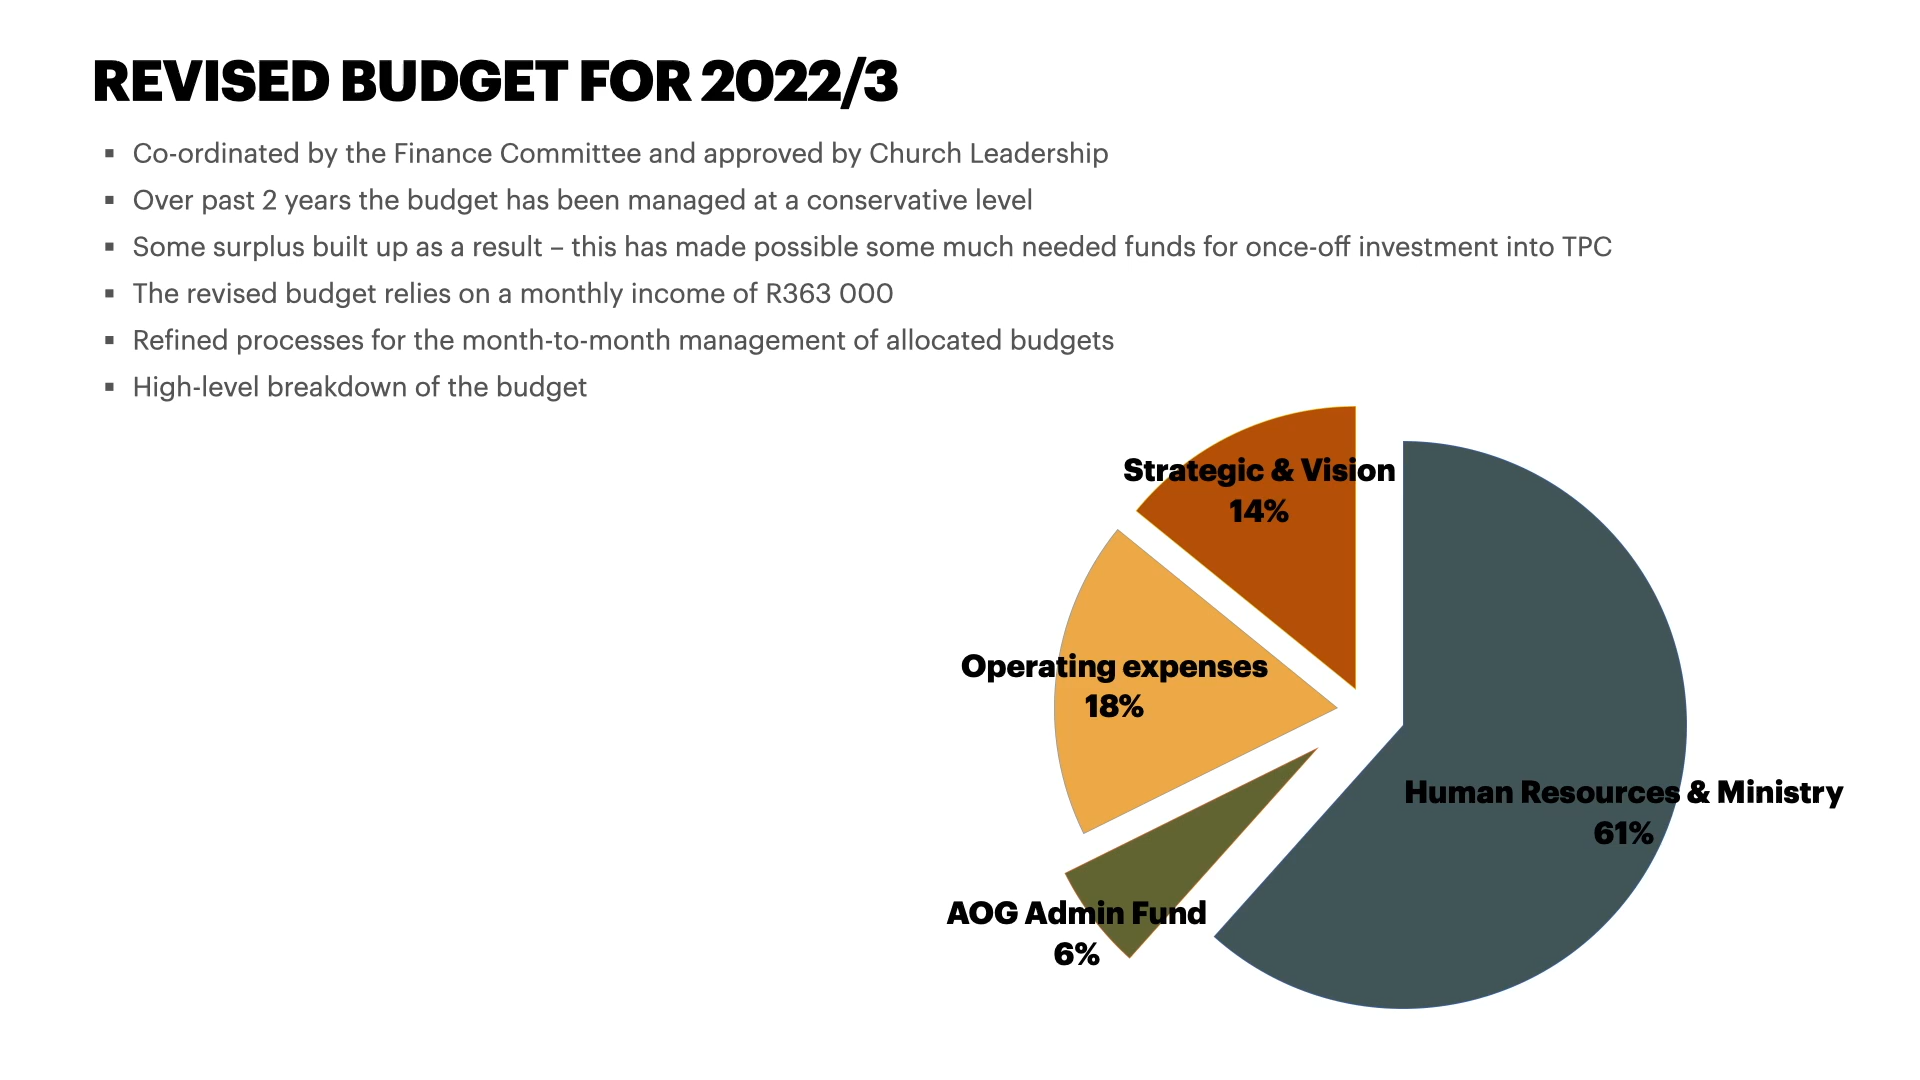 REVISED BUDGET FOR 2022/3
▪ Co-ordinated by the Finance Committee and approved by Church Leadership
▪ Over past 2 years the budget has been managed at a conservative level
▪ Some surplus built up as a result – this has made possible some much needed funds for once-off investment into TPC
▪ The revised budget relies on a monthly income of R363 000
▪ Refined processes for the month-to-month management of allocated budgets
▪ High-level breakdown of the budget
Strategic & Vision
14%
Operating expenses
18%
Human Resources & Ministry
61%
AOG Admin Fund
6%